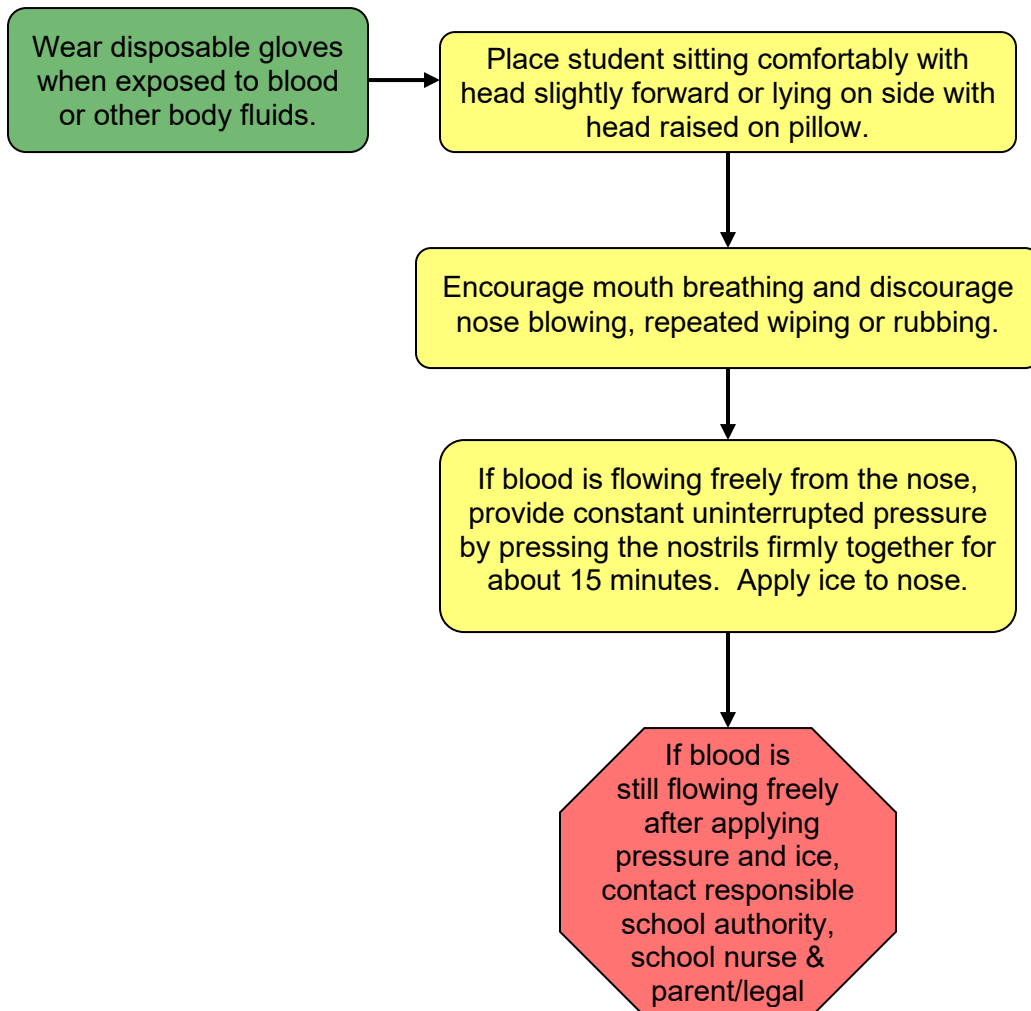 Wear disposable gloves
when exposed to blood
or other body fluids.
Place student sitting comfortably with
head slightly forward or lying on side with
head raised on pillow.
Encourage mouth breathing and discourage
nose blowing, repeated wiping or rubbing.
If blood is flowing freely from the nose,
provide constant uninterrupted pressure
by pressing the nostrils firmly together for
about 15 minutes.  Apply ice to nose.
If blood is
still flowing freely
after applying
pressure and ice,
contact responsible
school authority,
school nurse &
parent/legal